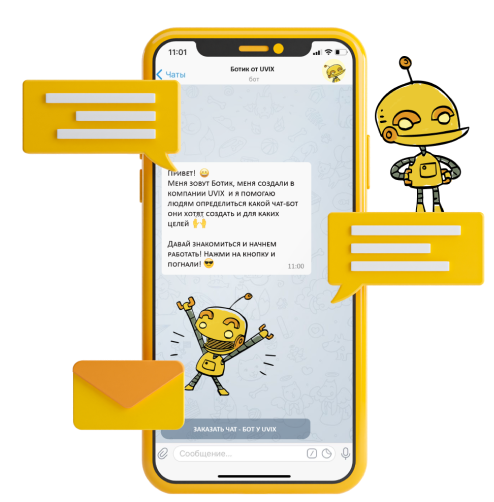 11:01
Чаты
Ботик от UVIX
бот
Привет! 😀
Меня зовут Ботик, меня создали в
компании UVIX и я помогаю
людям определиться какой чат-бот
они хотят создать и для каких
целей 🙌
Давай знакомиться и начнем
работать! Нажми на кнопку и
погнали! 😎
11:00
ЗАКАЗАТЬ ЧАТ - БОТ У UVIX
Сообщение...